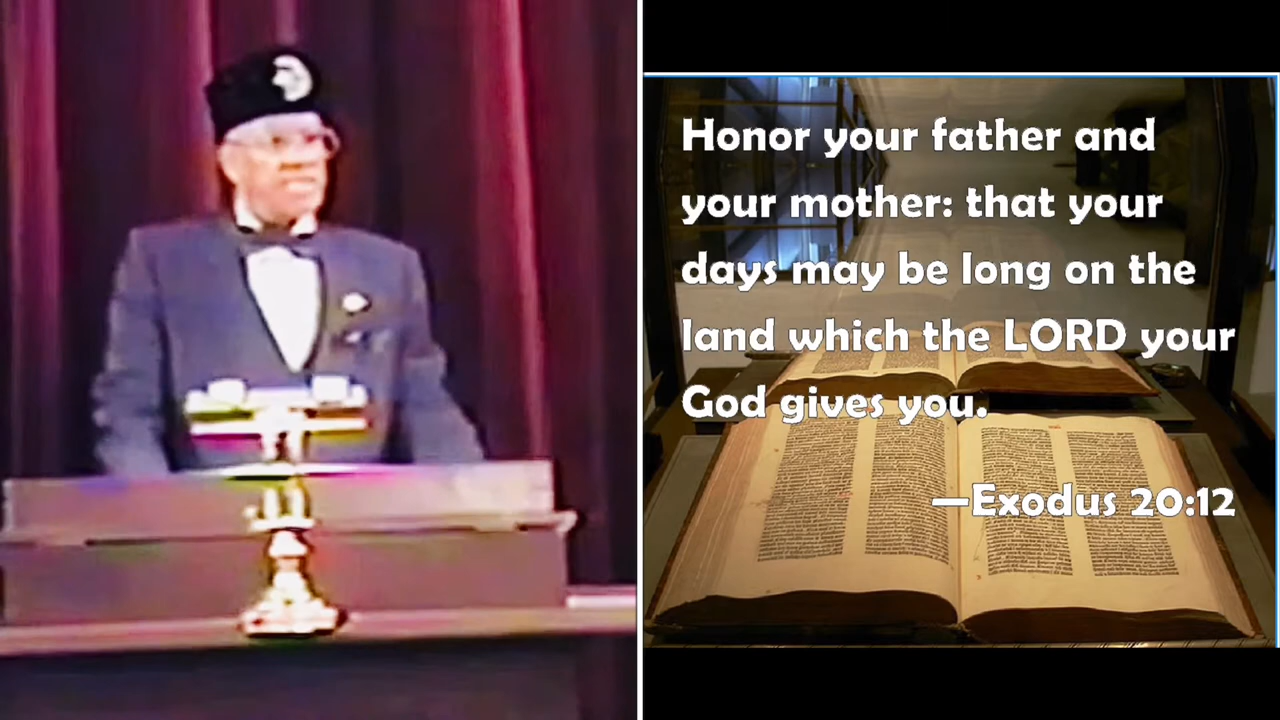 Honor your father and
your mother: that your
days may be long on the
land which the LORD your
God gives you.
—Exodus 20:12